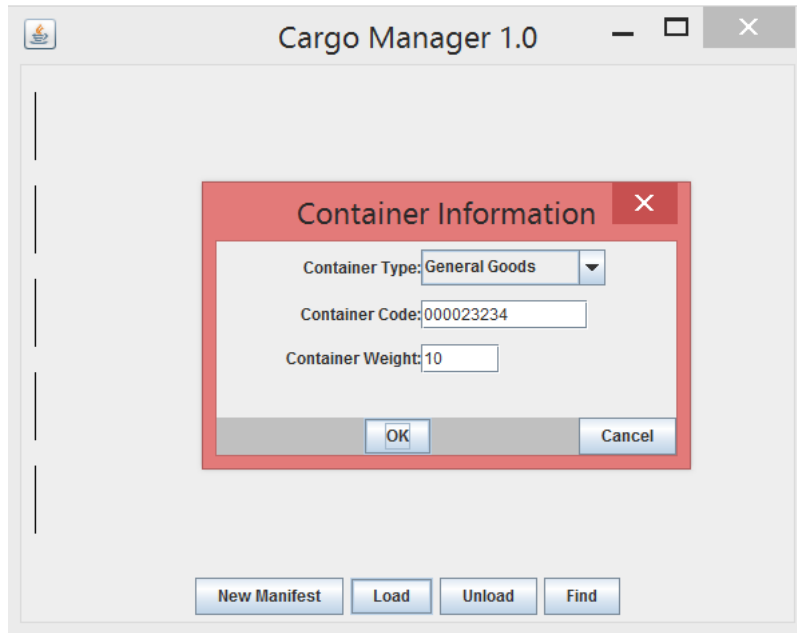 Cargo Manager 1.0
Container Information
Container Type: General Goods
Container Code: 000023234
Container Weight: 10
OK Cancel
New Manifest Load Unload Find